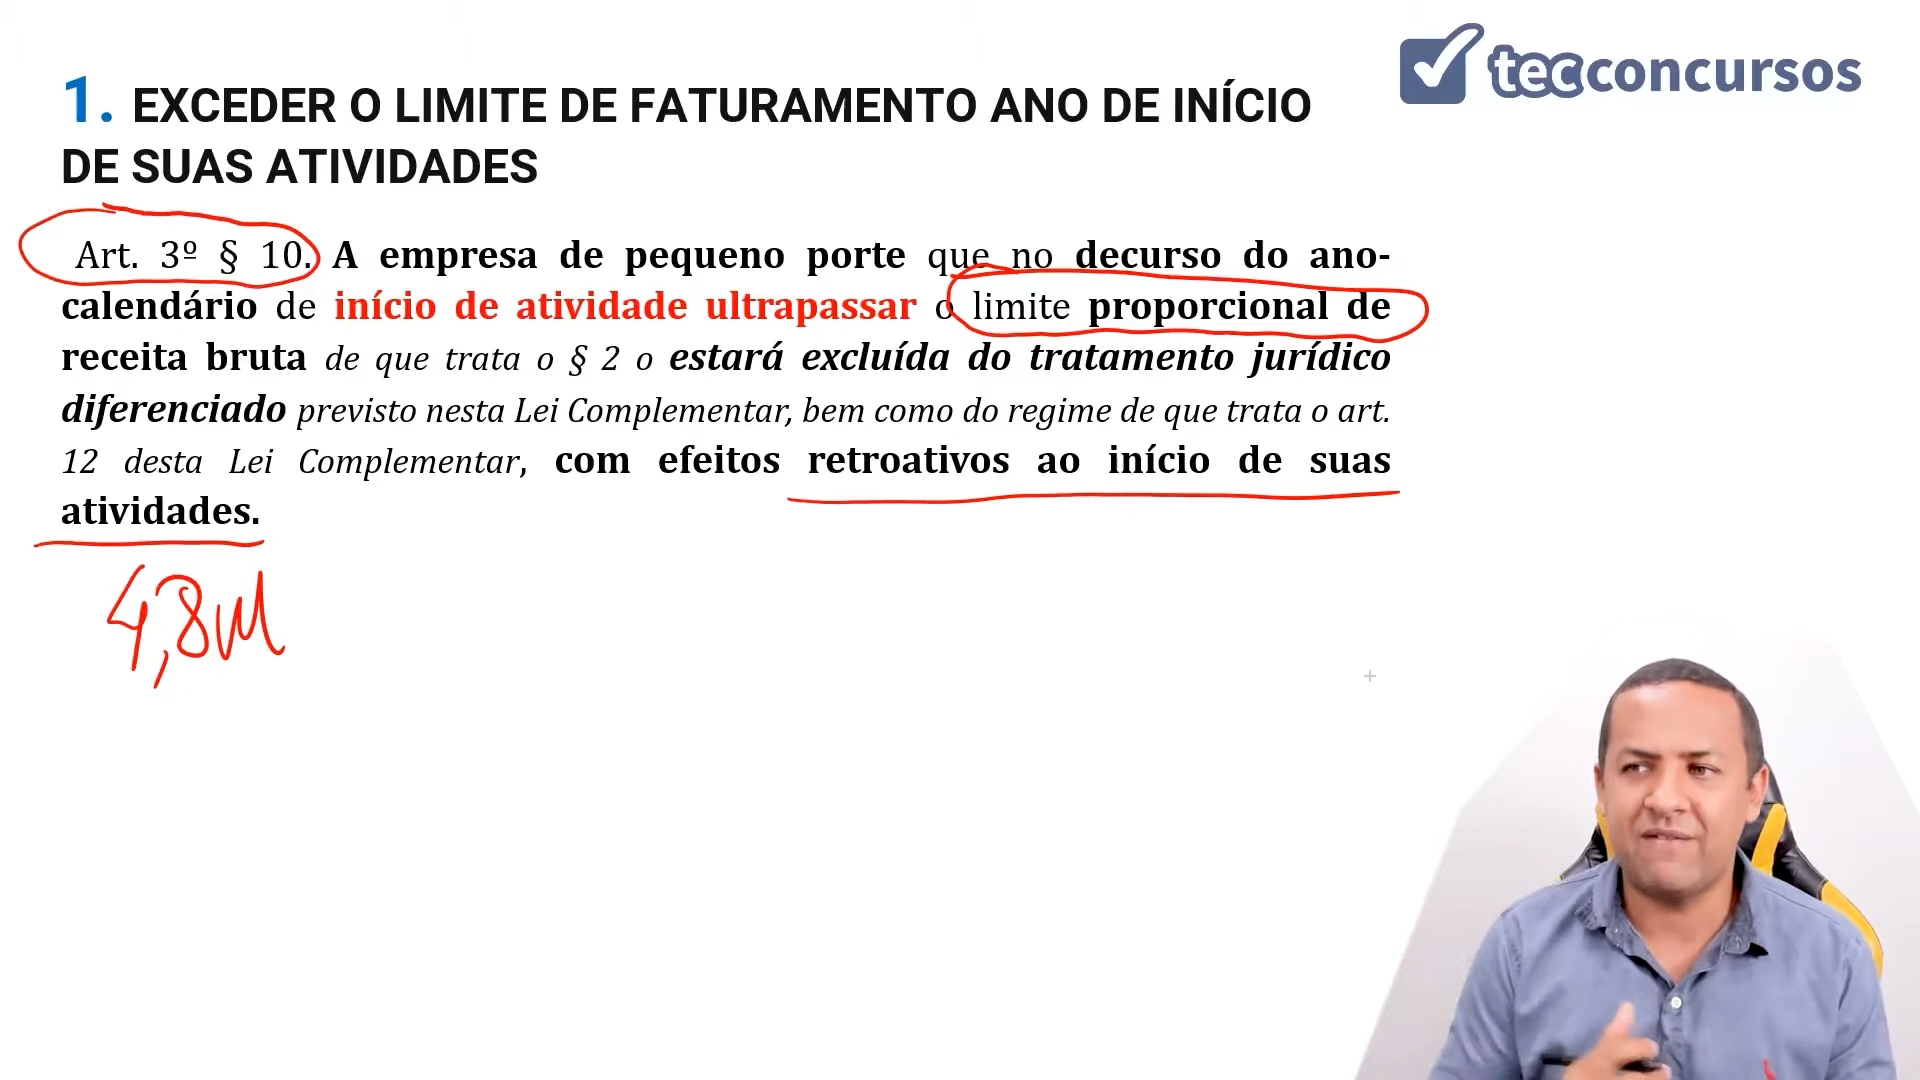 tecconcursos
1. EXCEDER O LIMITE DE FATURAMENTO ANO DE INÍCIO
DE SUAS ATIVIDADES
Art. 3º § 10. A empresa de pequeno porte que no decurso do ano-
calendário de início de atividade ultrapassar o limite proporcional de
receita bruta de que trata o § 2 o estará excluída do tratamento jurídico
diferenciado previsto nesta Lei Complementar, bem como do regime de que trata o art.
12 desta Lei Complementar, com efeitos retroativos ao início de suas
atividades.
4,8M